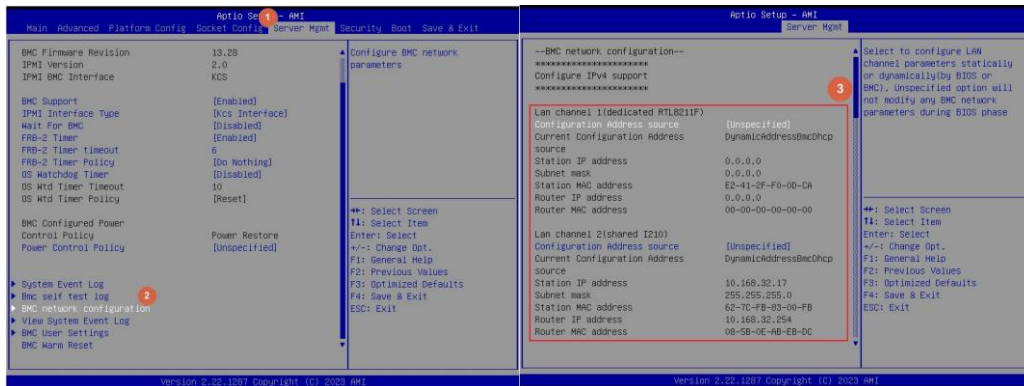 Aptio Setup - AMI
Main Advanced Platform Config Socket Config Server Mgmt Security Boot Save & Exit
1
BMC Firmware Revision 13.28
IPMI Version 2.0
IPMI BMC Interface KCS
BMC Support [Enabled]
IPMI Interface Type [Kcs Interface]
Wait For BMC [Disabled]
FRB-2 Timer [Enabled]
FRB-2 Timer timeout 6
FRB-2 Timer Policy [Do Nothing]
OS Watchdog Timer [Disabled]
OS Wtd Timer Timeout 10
OS Wtd Timer Policy [Reset]
BMC Configured Power
Control Policy Power Restore
Power Control Policy [Unspecified]
System Event Log
Bmc self test log
2
BMC network configuration
View System Event Log
BMC User Settings
BMC Warm Reset
Configure BMC network
parameters
→←: Select Screen
↑↓: Select Item
Enter: Select
+/-: Change Opt.
F1: General Help
F2: Previous Values
F3: Optimized Defaults
F4: Save & Exit
ESC: Exit
Version 2.22.1287 Copyright (C) 2023 AMI
Aptio Setup - AMI
Server Mgmt
--BMC network configuration--
**********************
Configure IPv4 support
**********************
3
Lan channel 1(dedicated RTL8211F)
Configuration Address source [Unspecified]
Current Configuration Address DynamicAddressBmcDhcp
source
Station IP address 0.0.0.0
Subnet mask 0.0.0.0
Station MAC address E2-41-2F-F0-0D-CA
Router IP address 0.0.0.0
Router MAC address 00-00-00-00-00-00
Lan channel 2(shared I210)
Configuration Address source [Unspecified]
Current Configuration Address DynamicAddressBmcDhcp
source
Station IP address 10.168.32.17
Subnet mask 255.255.255.0
Station MAC address 62-7C-FB-83-00-FB
Router IP address 10.168.32.254
Router MAC address 08-5B-0E-AB-EB-DC
Select to configure LAN
channel parameters statically
or dynamically(by BIOS or
BMC). Unspecified option will
not modify any BMC network
parameters during BIOS phase
→←: Select Screen
↑↓: Select Item
Enter: Select
+/-: Change Opt.
F1: General Help
F2: Previous Values
F3: Optimized Defaults
F4: Save & Exit
ESC: Exit
Version 2.22.1287 Copyright (C) 2023 AMI